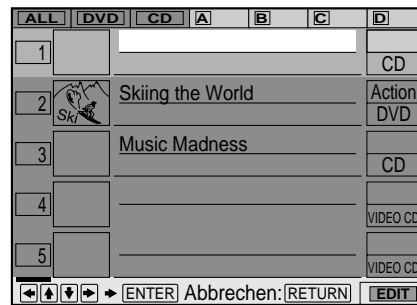 ALL DVD CD A B C D
1
CD
2 Ski Skiing the World Action
DVD
3 Music Madness
CD
4
VIDEO CD
5
VIDEO CD
ENTER Abbrechen: RETURN EDIT